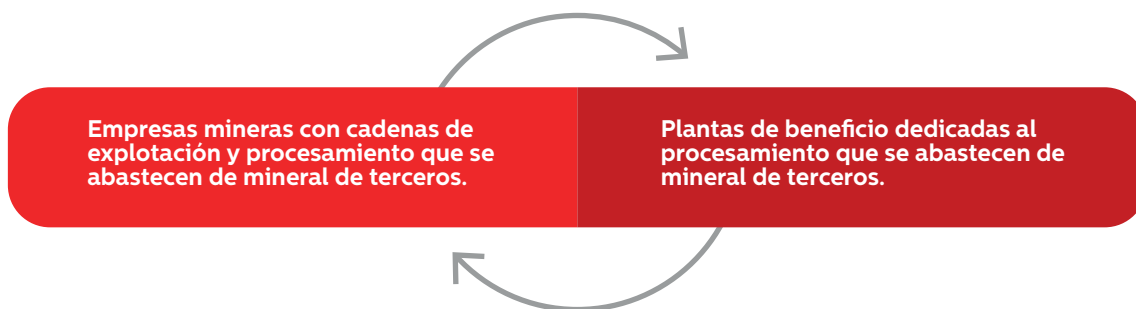 Empresas mineras con cadenas de
explotación y procesamiento que se
abastecen de mineral de terceros.
Plantas de beneficio dedicadas al
procesamiento que se abastecen de
mineral de terceros.